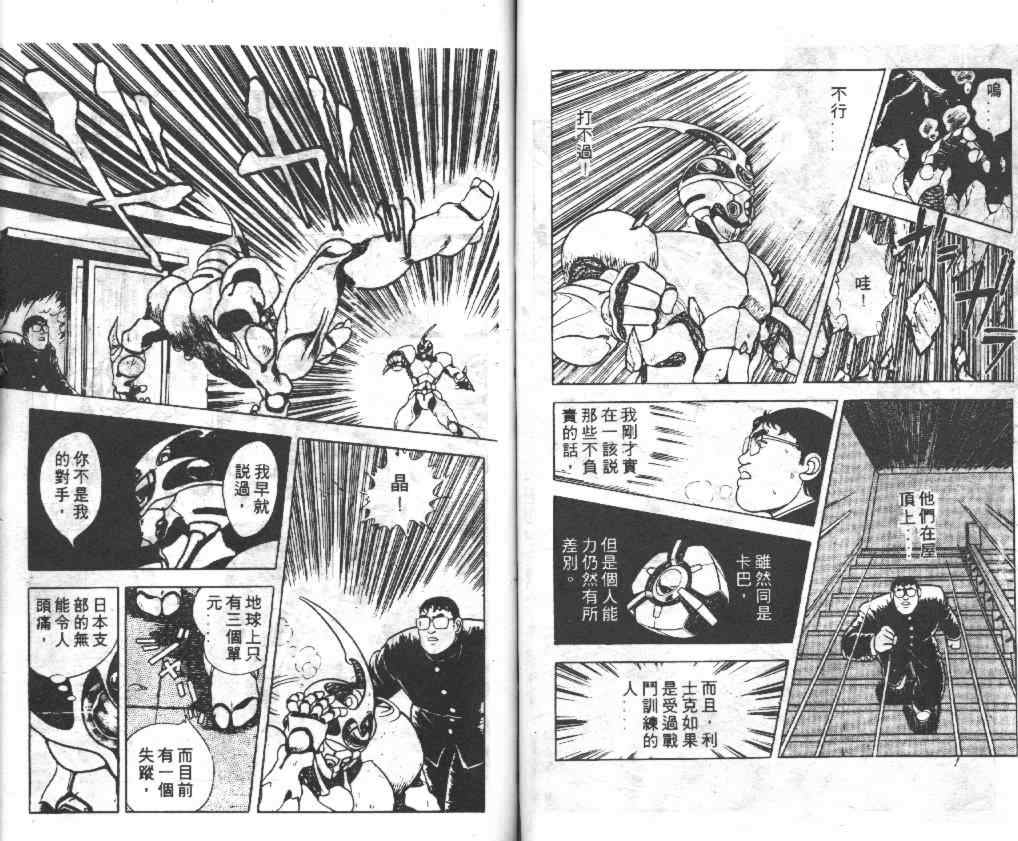 嗚⋯⋯
哇！
不行⋯⋯
打不過！
他們在屋
頂上⋯⋯
我剛才實
在一該說
那些不負
責的話，
雖然同是
卡巴，
但是個人能
力仍然有所
差別。
而且，利
士克如果
是受過戰
鬥訓練的
人⋯⋯
晶！
我早就
説過，
你不是我
的對手，
地球上只
有三個單
元⋯⋯
而目前
有一個
失蹤，
日本支
部的無
能令人
頭痛，